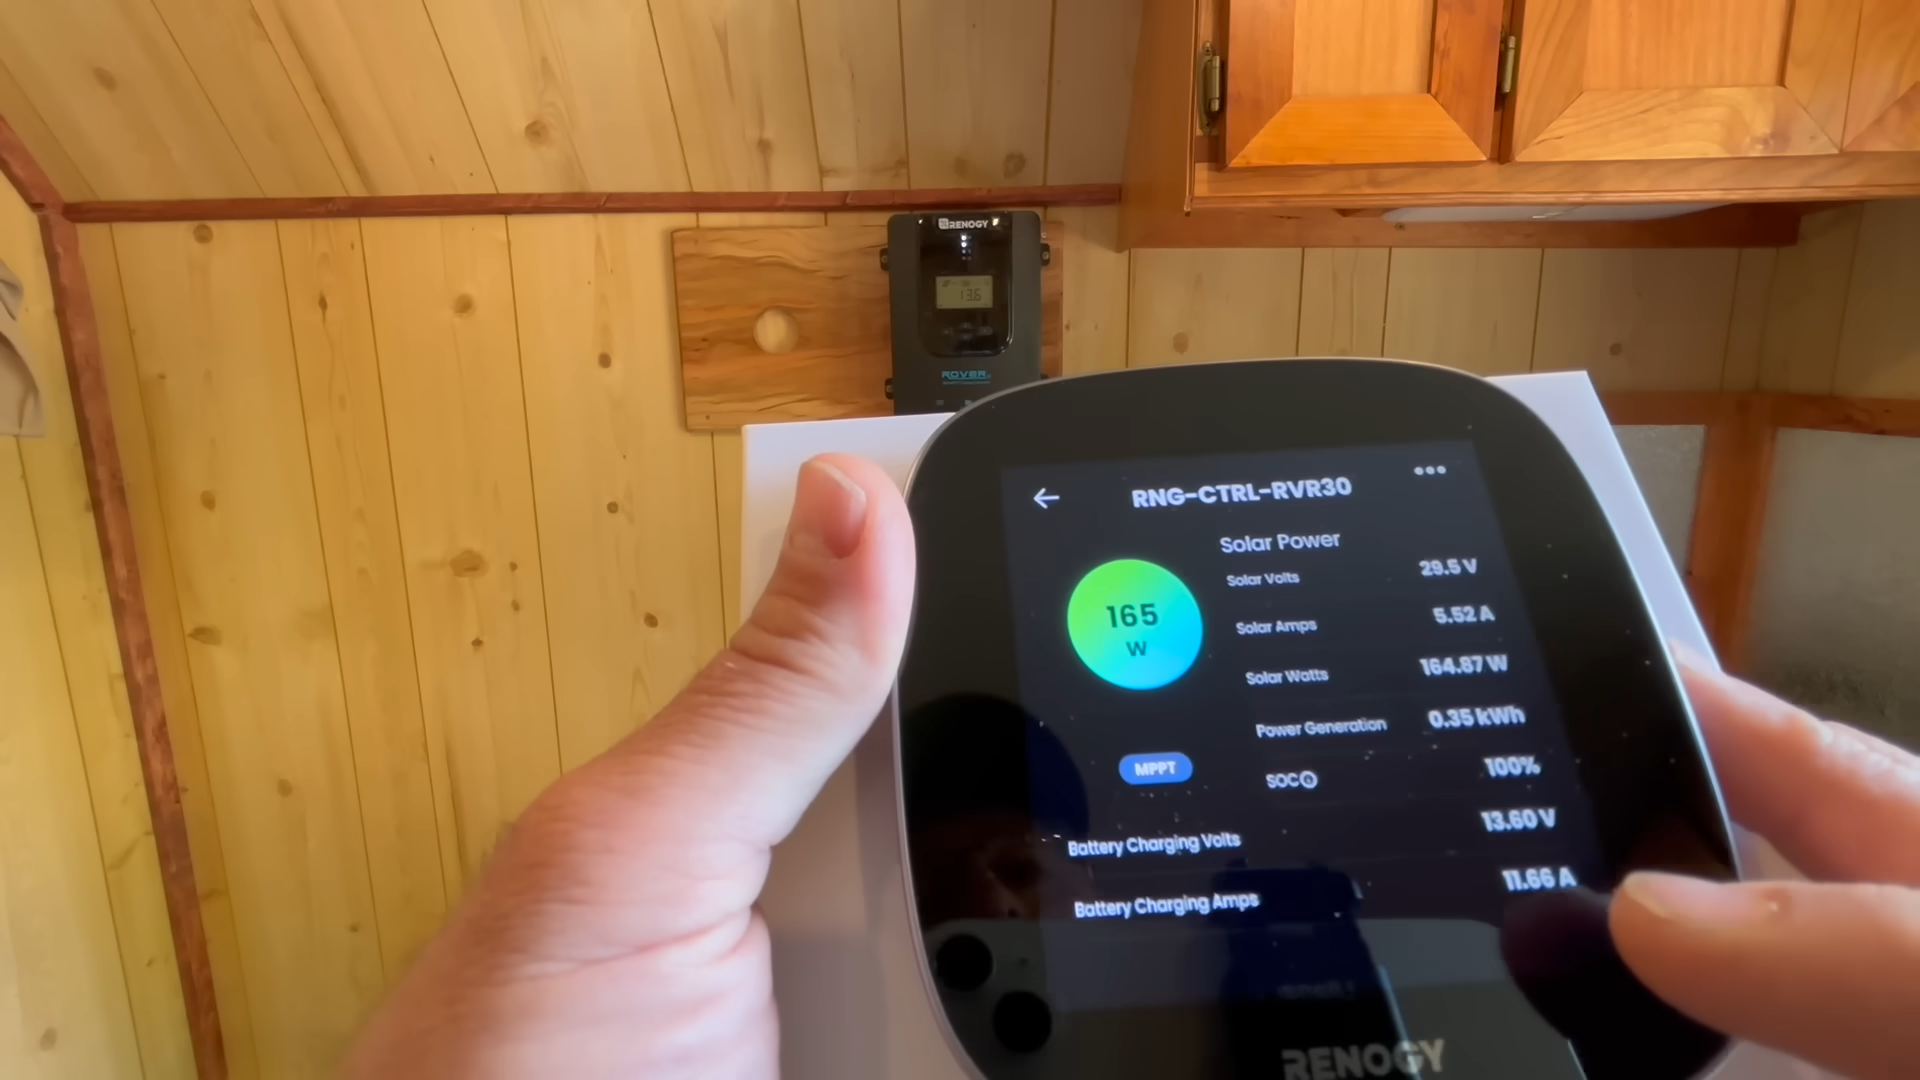 RENOGY
13.6
ROVER
RNG-CTRL-RVR30
Solar Power
165
W
Solar Volts 29.5 V
Solar Amps 5.52 A
Solar Watts 164.87 W
Power Generation 0.35 kWh
MPPT
SOC 100%
Battery Charging Volts 13.60 V
Battery Charging Amps 11.66 A
RENOGY